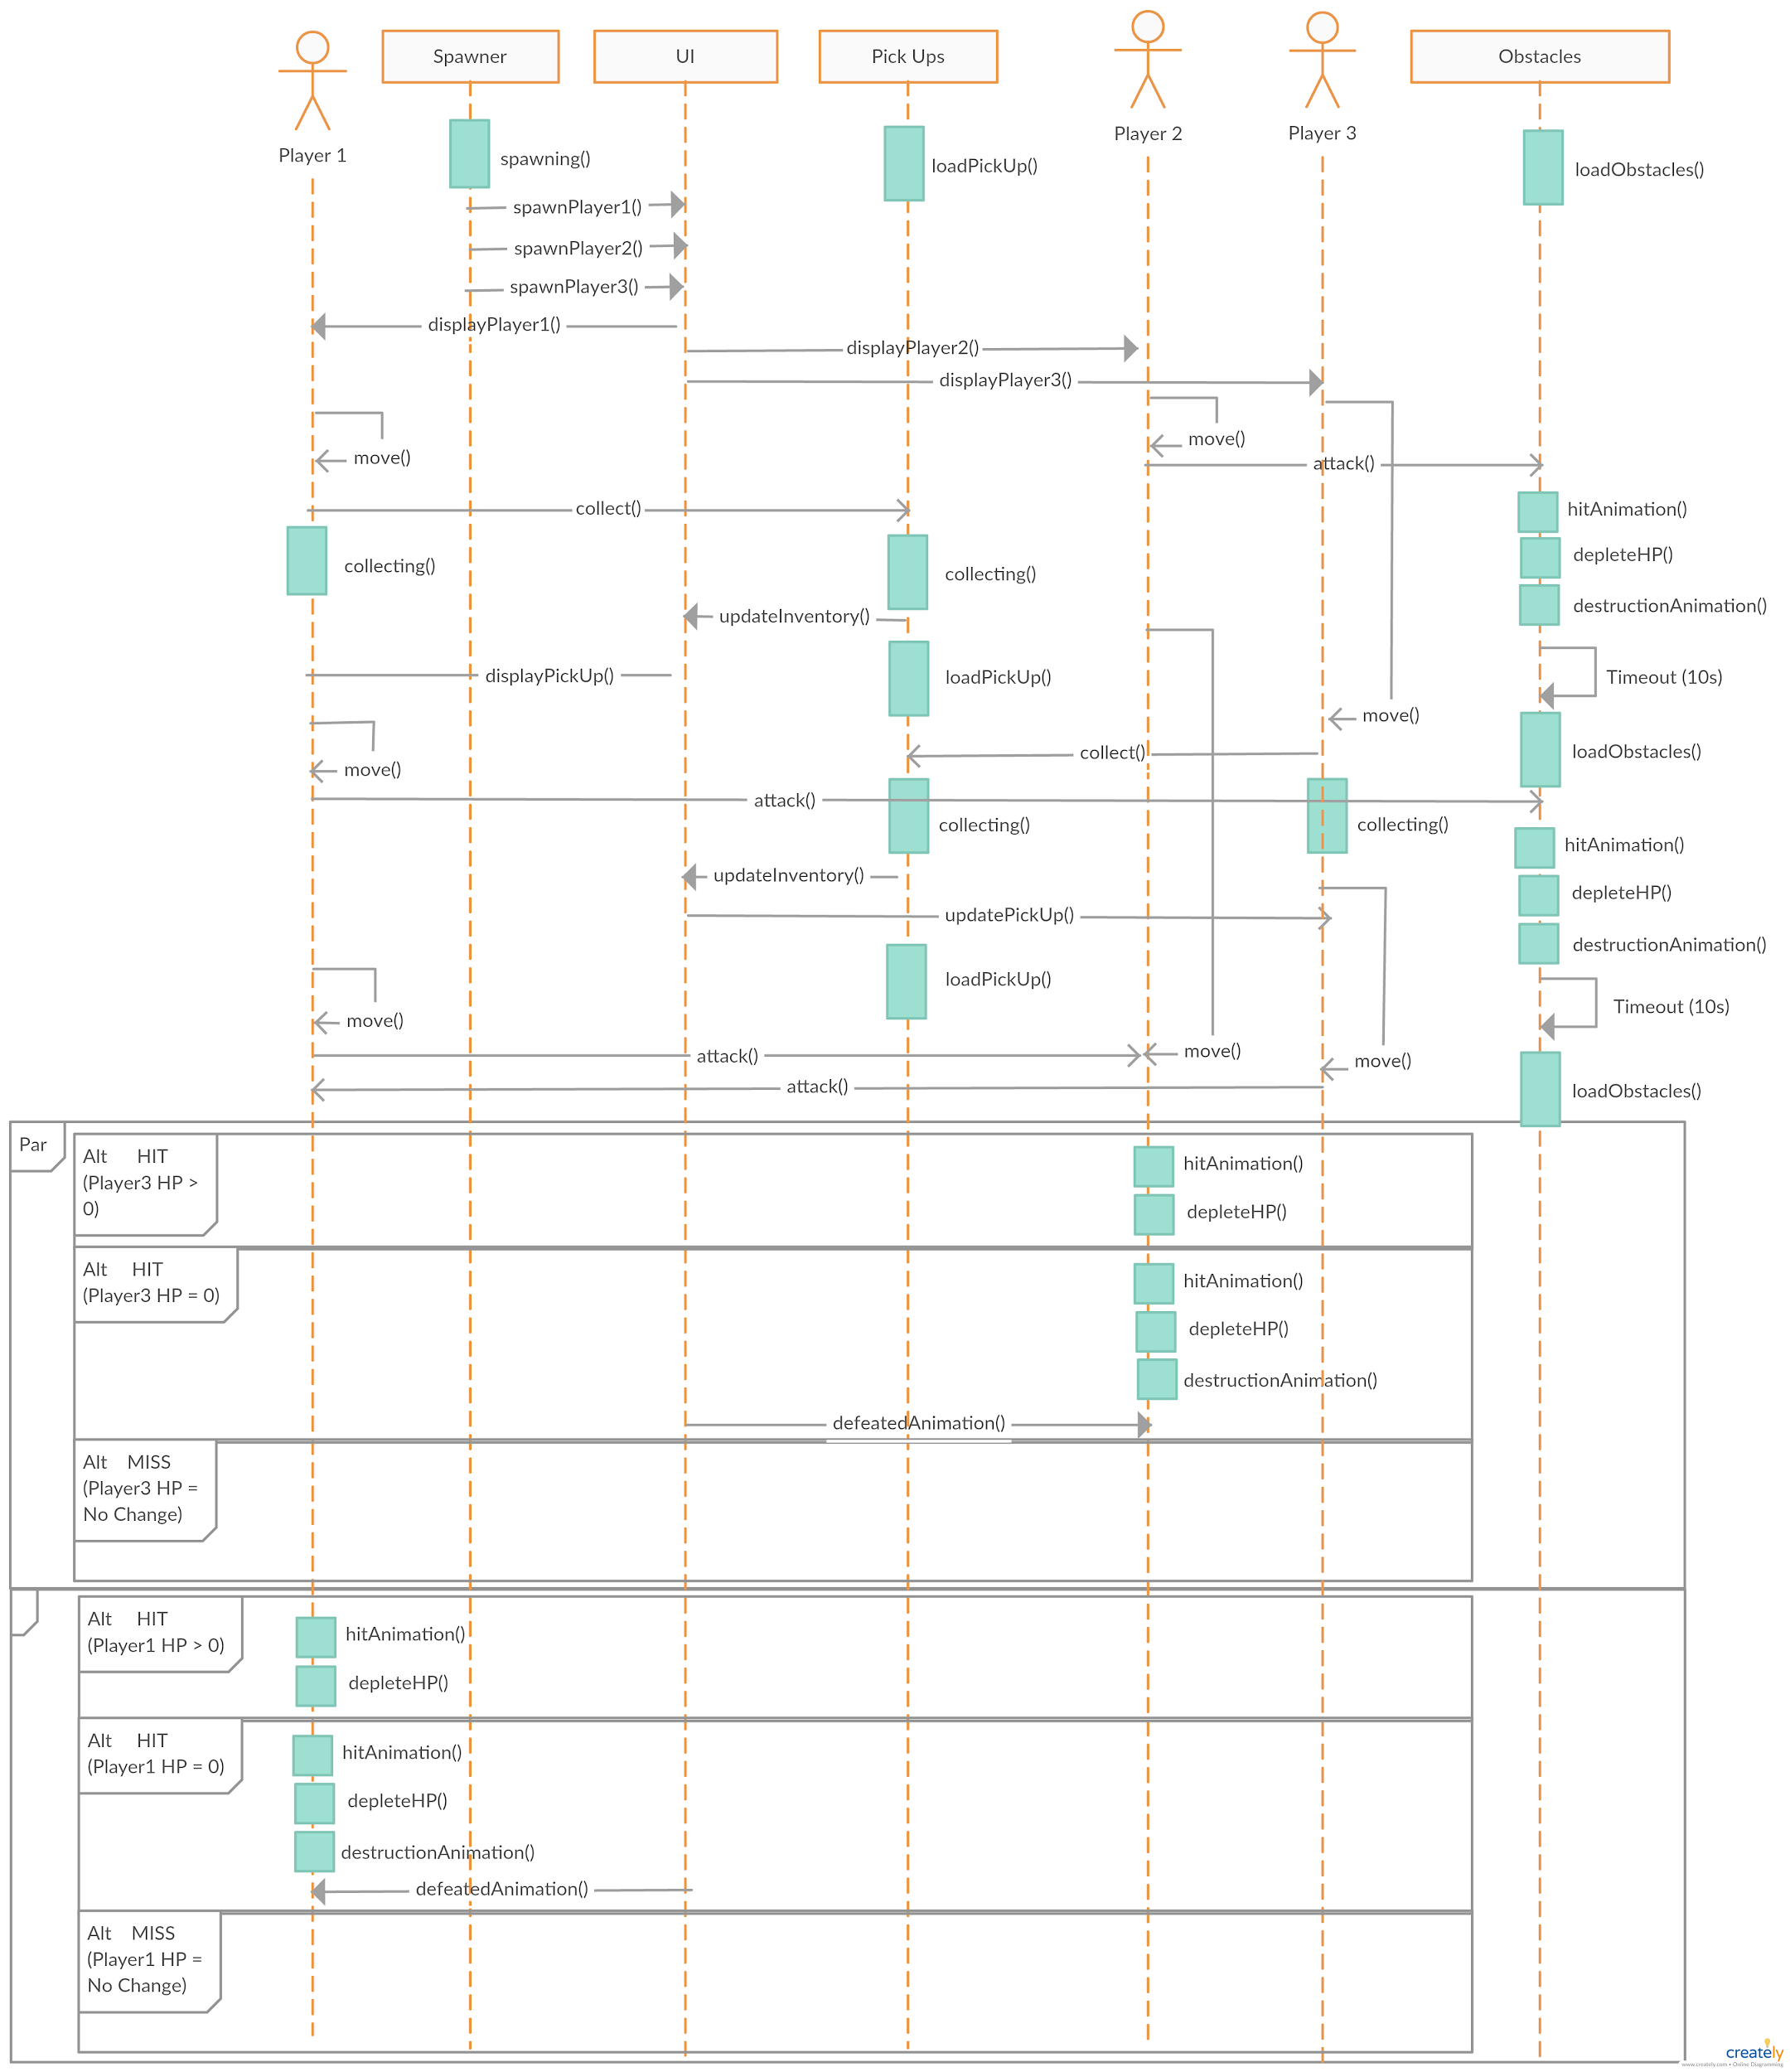 Spawner
UI
Pick Ups
Obstacles
Player 2
Player 3
Player 1
spawning()
loadPickUp()
loadObstacles()
spawnPlayer1()
spawnPlayer2()
spawnPlayer3()
displayPlayer1()
displayPlayer2()
displayPlayer3()
move()
move()
attack()
collect()
hitAnimation()
depleteHP()
collecting()
collecting()
destructionAnimation()
updateInventory()
displayPickUp()
loadPickUp()
Timeout (10s)
move()
collect()
loadObstacles()
move()
attack()
collecting()
collecting()
hitAnimation()
updateInventory()
depleteHP()
updatePickUp()
destructionAnimation()
loadPickUp()
Timeout (10s)
move()
attack()
move()
move()
attack()
loadObstacles()
Par
Alt HIT
(Player3 HP >
0)
hitAnimation()
depleteHP()
Alt HIT
(Player3 HP = 0)
hitAnimation()
depleteHP()
destructionAnimation()
defeatedAnimation()
Alt MISS
(Player3 HP =
No Change)
Alt HIT
(Player1 HP > 0)
hitAnimation()
depleteHP()
Alt HIT
(Player1 HP = 0)
hitAnimation()
depleteHP()
destructionAnimation()
defeatedAnimation()
Alt MISS
(Player1 HP =
No Change)
creately
www.creately.com • Online Diagramming